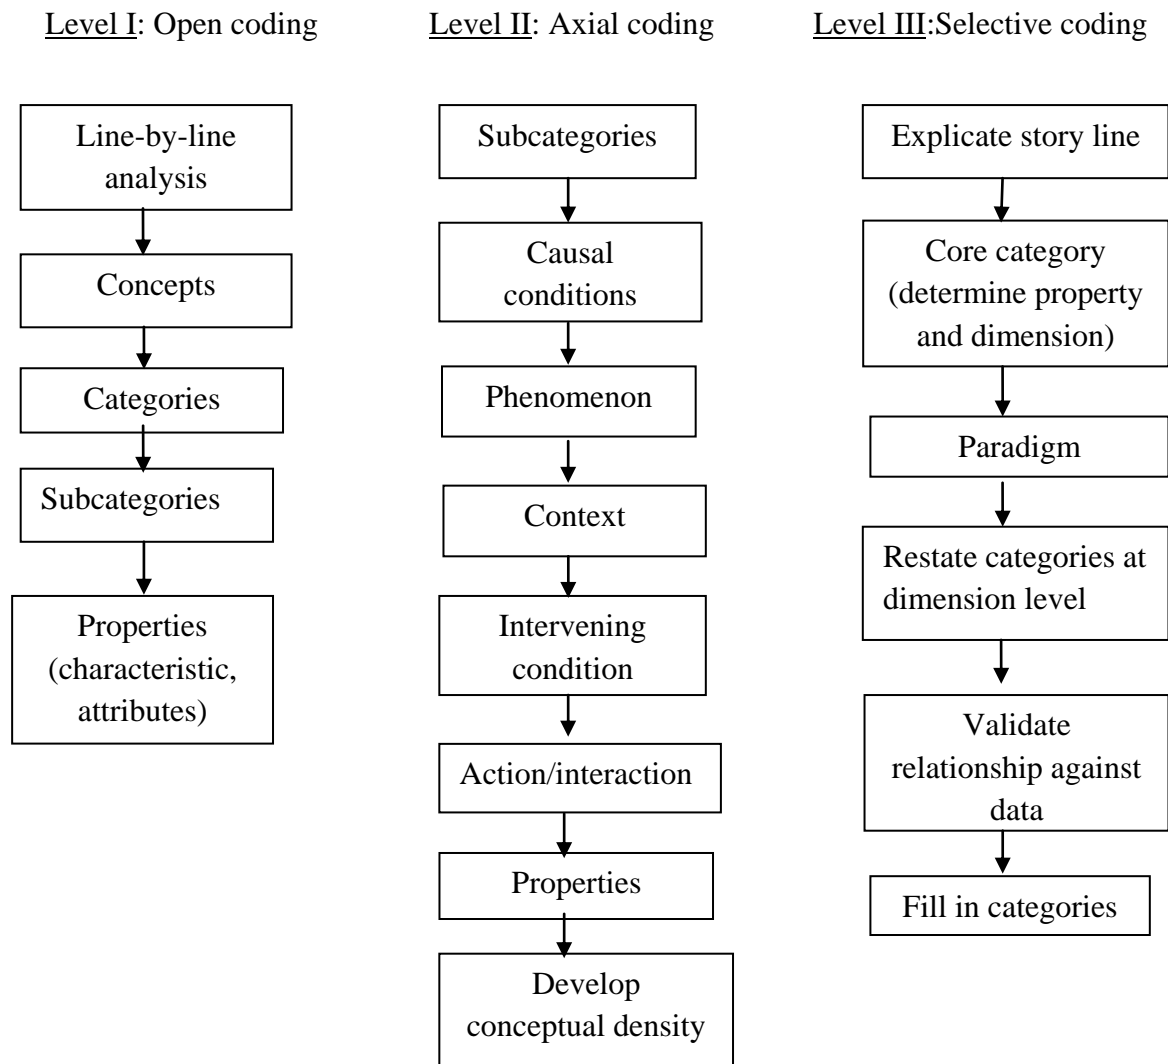 Level I: Open coding
Level II: Axial coding
Level III:Selective coding
Line-by-line
analysis
Concepts
Categories
Subcategories
Properties
(characteristic,
attributes)
Subcategories
Causal
conditions
Phenomenon
Context
Intervening
condition
Action/interaction
Properties
Develop
conceptual density
Explicate story line
Core category
(determine property
and dimension)
Paradigm
Restate categories at
dimension level
Validate
relationship against
data
Fill in categories